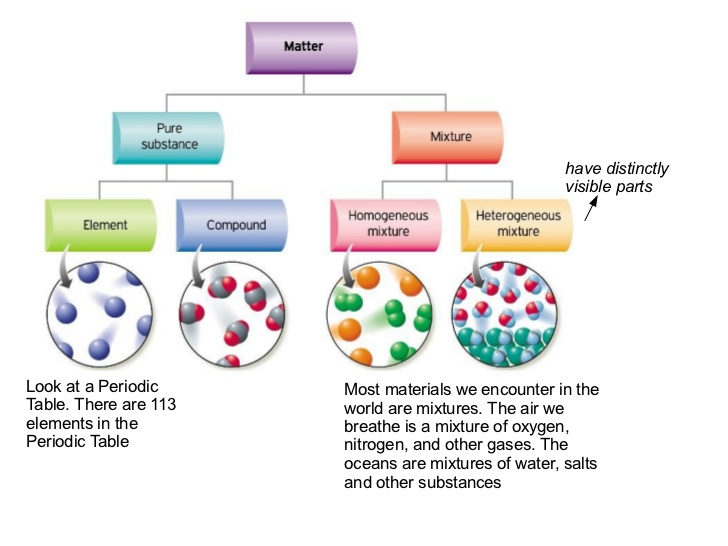 Matter
Pure
substance
Mixture
have distinctly
visible parts
Element
Compound
Homogeneous
mixture
Heterogeneous
mixture
Look at a Periodic
Table. There are 113
elements in the
Periodic Table
Most materials we encounter in the
world are mixtures. The air we
breathe is a mixture of oxygen,
nitrogen, and other gases. The
oceans are mixtures of water, salts
and other substances